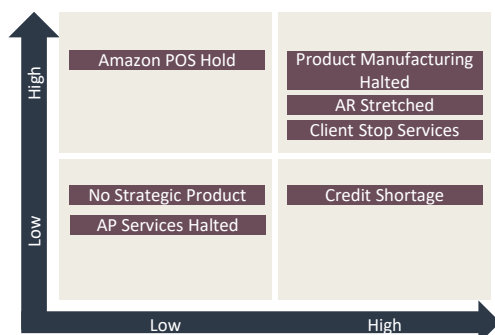 High
Amazon POS Hold
Product Manufacturing
Halted
AR Stretched
Client Stop Services
Low
No Strategic Product
AP Services Halted
Credit Shortage
Low
High